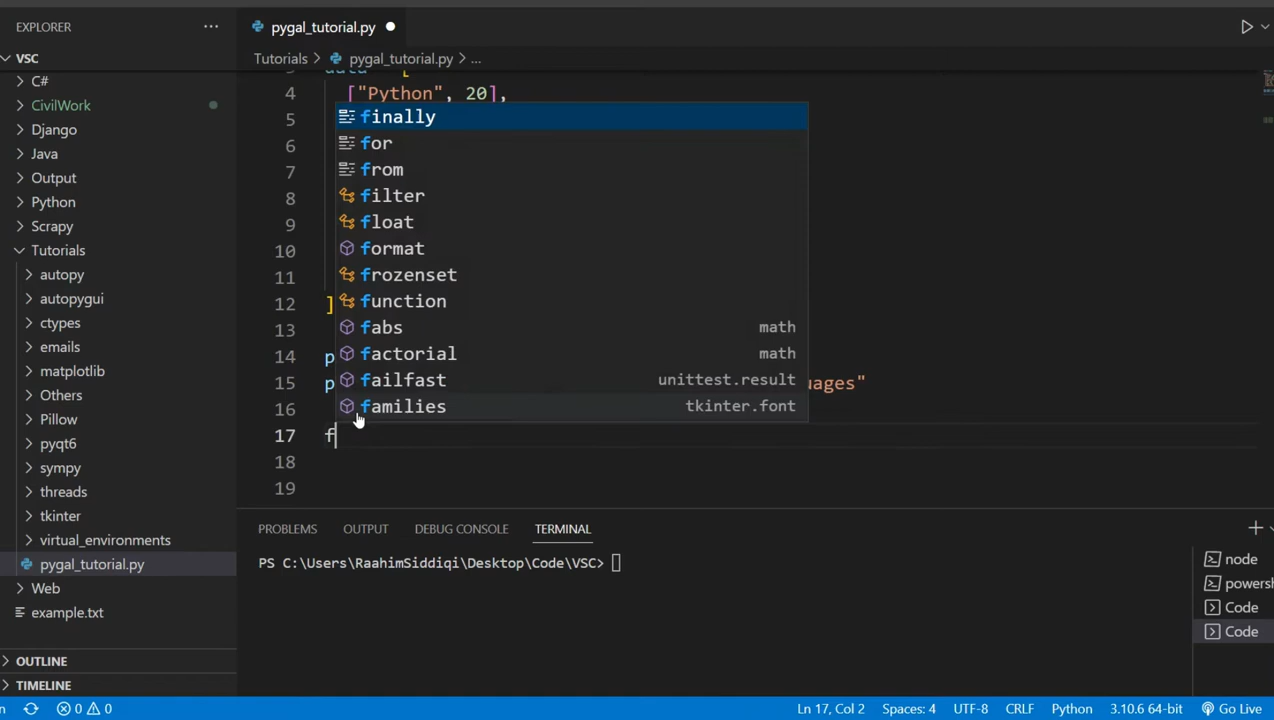 EXPLORER
pygal_tutorial.py
VSC
Tutorials > pygal_tutorial.py > ...
C#
CivilWork
Django
Java
Output
Python
Scrapy
Tutorials
autopy
autopygui
ctypes
emails
matplotlib
Others
Pillow
pyqt6
sympy
threads
tkinter
virtual_environments
pygal_tutorial.py
Web
example.txt
OUTLINE
TIMELINE
4 ["Python", 20],
5
6
7
8
9
10
11
12 ]
13
14 p
15 p uages"
16
17 f
18
19
finally
for
from
filter
float
format
frozenset
function
fabs math
factorial math
failfast unittest.result
families tkinter.font
PROBLEMS OUTPUT DEBUG CONSOLE TERMINAL
PS C:\Users\RaahimSiddiqi\Desktop\Code\VSC>
node
powersh
Code
Code
0 0 Ln 17, Col 2 Spaces: 4 UTF-8 CRLF Python 3.10.6 64-bit Go Live